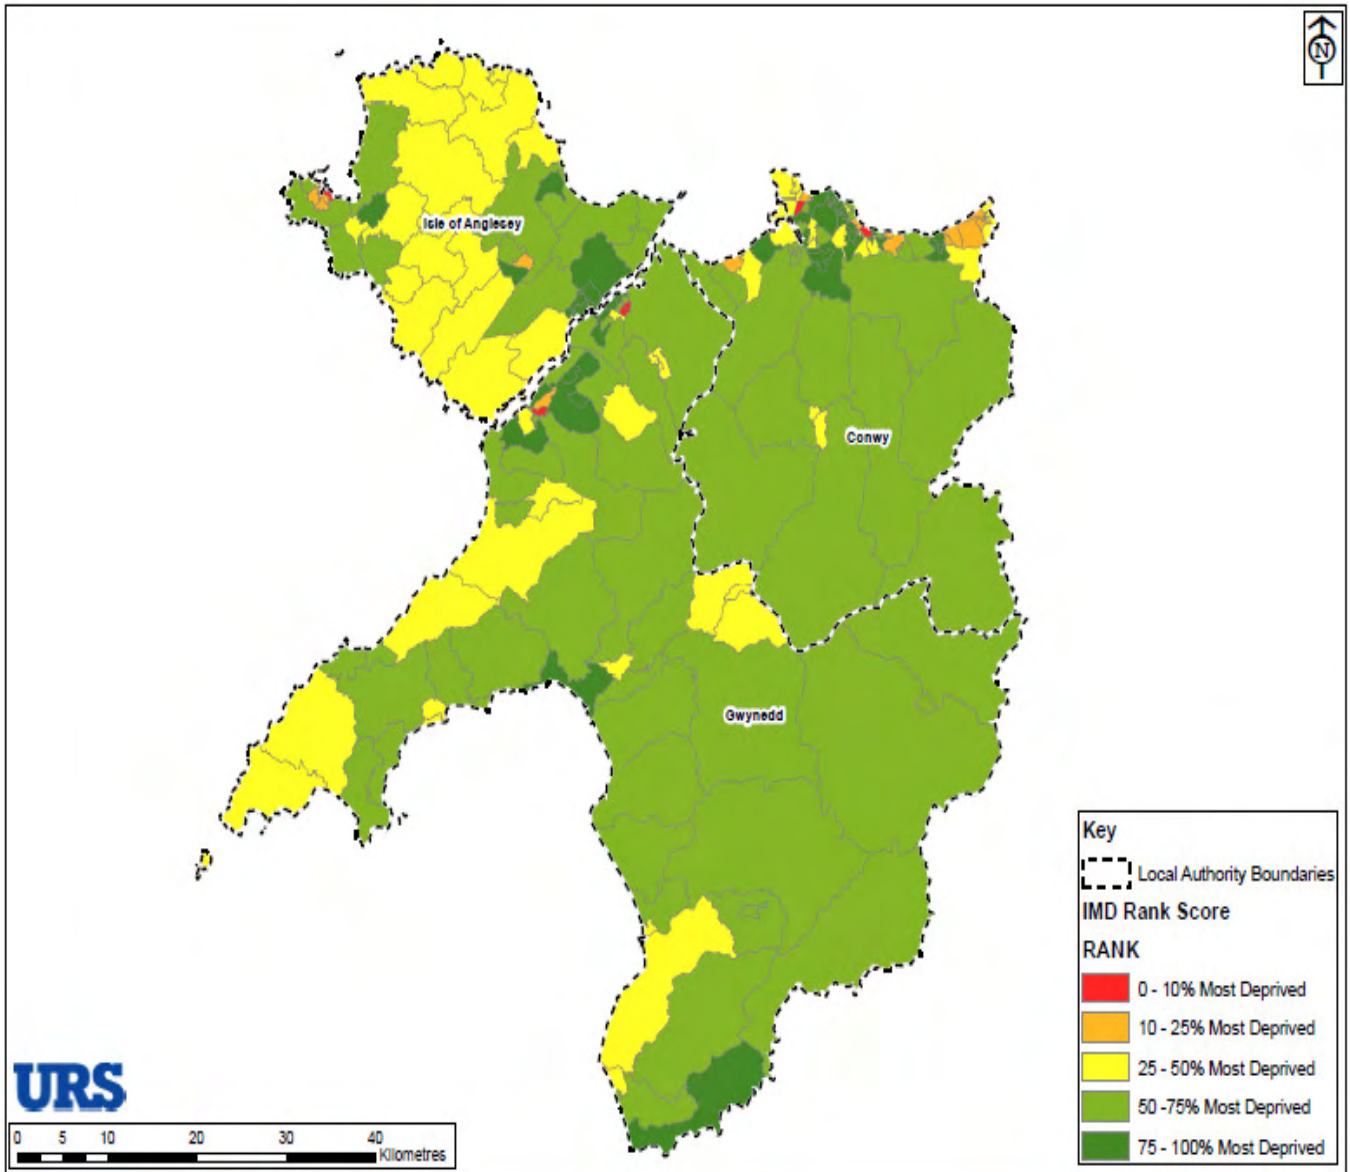 N
Isle of Anglesey
Conwy
Gwynedd
Key
Local Authority Boundaries
IMD Rank Score
RANK
0 - 10% Most Deprived
10 - 25% Most Deprived
25 - 50% Most Deprived
50 -75% Most Deprived
75 - 100% Most Deprived
URS
0 5 10 20 30 40
Kilometres